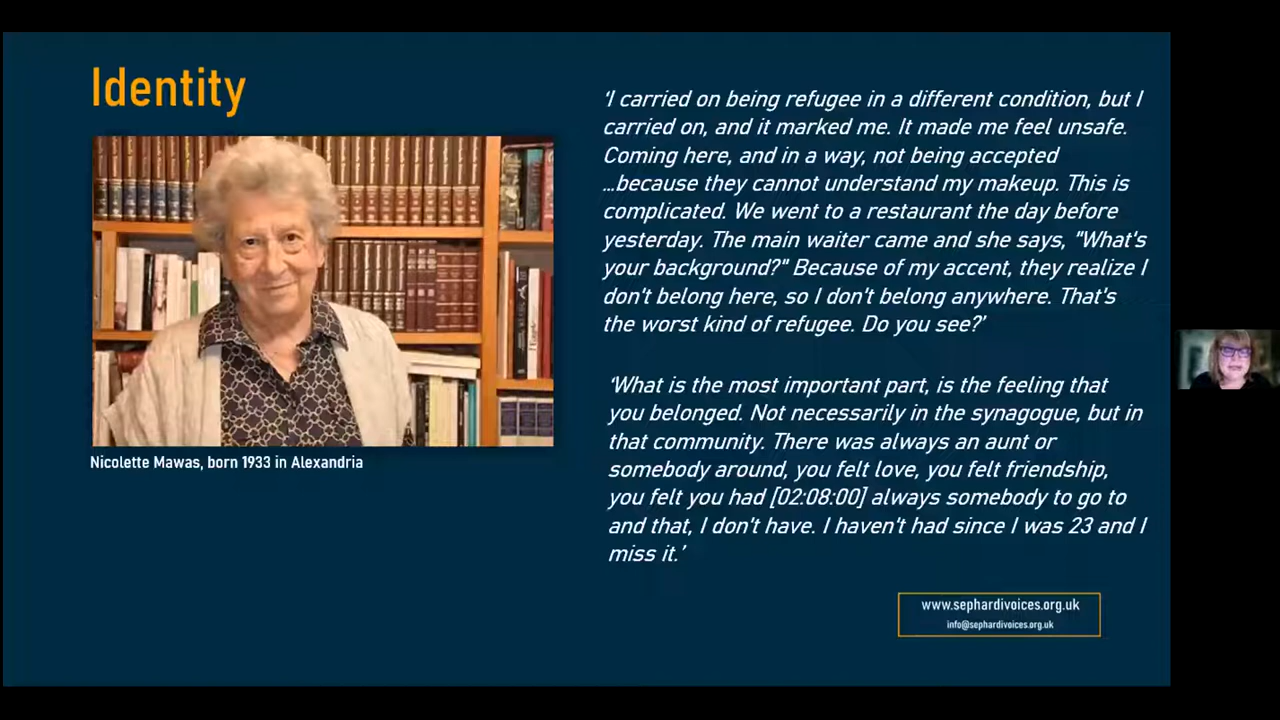 Identity
Nicolette Mawas, born 1933 in Alexandria
'I carried on being refugee in a different condition, but I
carried on, and it marked me. It made me feel unsafe.
Coming here, and in a way, not being accepted
...because they cannot understand my makeup. This is
complicated. We went to a restaurant the day before
yesterday. The main waiter came and she says, "What's
your background?" Because of my accent, they realize I
don't belong here, so I don't belong anywhere. That's
the worst kind of refugee. Do you see?'
'What is the most important part, is the feeling that
you belonged. Not necessarily in the synagogue, but in
that community. There was always an aunt or
somebody around, you felt love, you felt friendship,
you felt you had [02:08:00] always somebody to go to
and that, I don't have. I haven't had since I was 23 and I
miss it.'
www.sephardivoices.org.uk
info@sephardivoices.org.uk